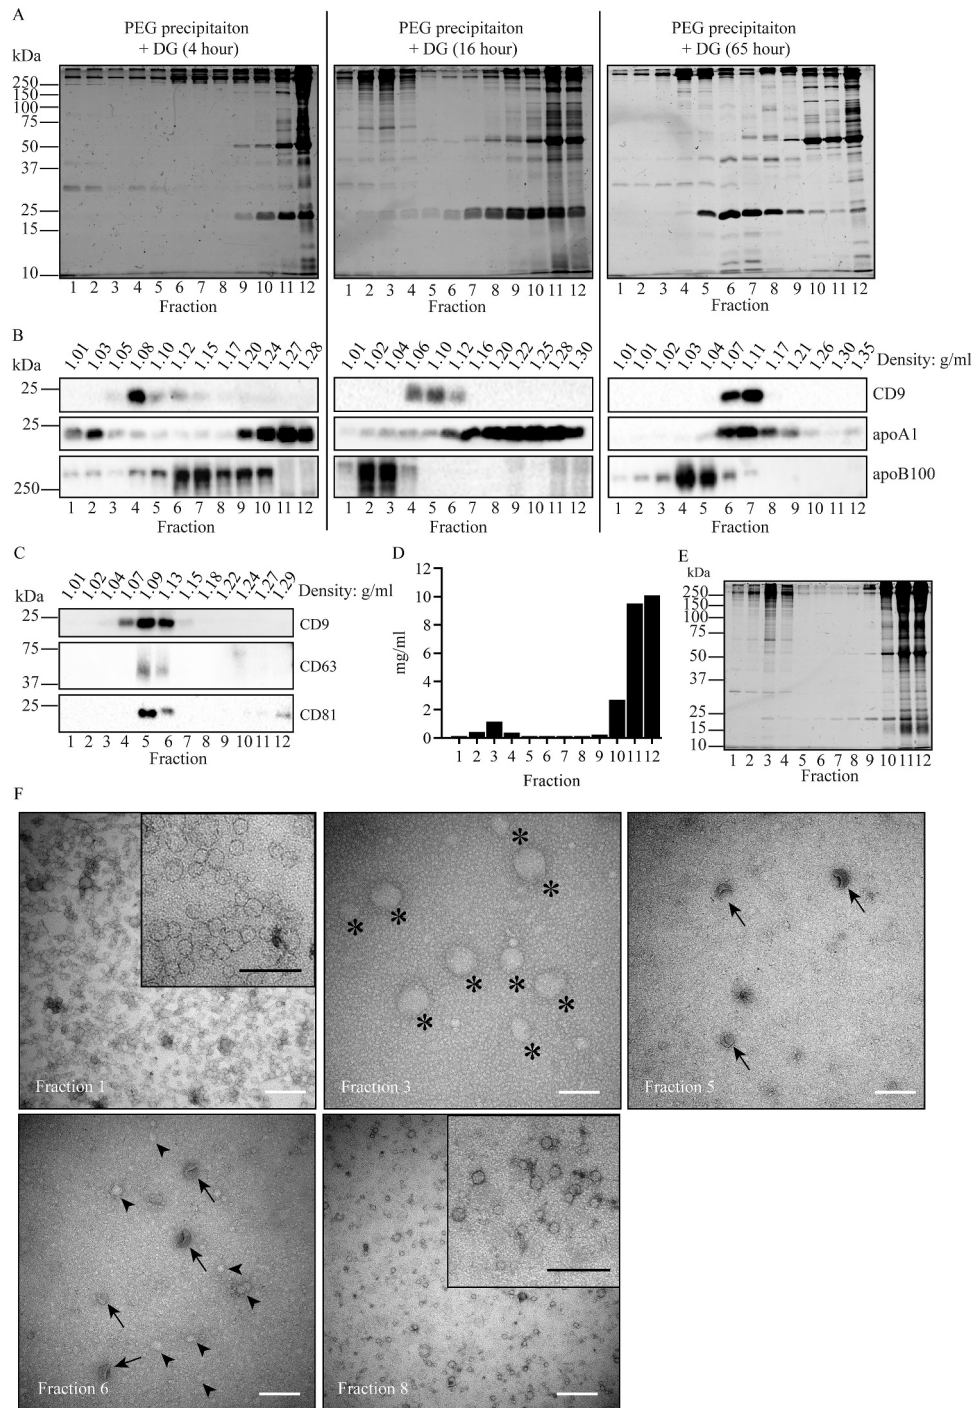 A
PEG precipitaiton
+ DG (4 hour)
PEG precipitaiton
+ DG (16 hour)
PEG precipitaiton
+ DG (65 hour)
kDa
250
150
100
75
50
37
25
15
10
1 2 3 4 5 6 7 8 9 10 11 12
1 2 3 4 5 6 7 8 9 10 11 12
1 2 3 4 5 6 7 8 9 10 11 12
Fraction
Fraction
Fraction
B
kDa
1.01 1.03 1.05 1.08 1.10 1.12 1.15 1.17 1.20 1.24 1.27 1.28
1.01 1.02 1.04 1.06 1.10 1.12 1.16 1.20 1.22 1.25 1.28 1.30
1.01 1.01 1.02 1.03 1.04 1.07 1.11 1.19 1.21 1.26 1.30 1.35
Density: g/ml
25
CD9
25
apoA1
250
apoB100
1 2 3 4 5 6 7 8 9 10 11 12
1 2 3 4 5 6 7 8 9 10 11 12
1 2 3 4 5 6 7 8 9 10 11 12
Fraction
Fraction
Fraction
C
kDa
1.01 1.02 1.04 1.07 1.09 1.13 1.15 1.18 1.22 1.24 1.27 1.29
Density: g/ml
25
CD9
75
CD63
37
25
CD81
1 2 3 4 5 6 7 8 9 10 11 12
Fraction
D
mg/ml
12
10
8
6
4
2
0
1 2 3 4 5 6 7 8 9 10 11 12
Fraction
E
kDa
250
150
100
75
50
37
25
15
10
1 2 3 4 5 6 7 8 9 10 11 12
Fraction
F
Fraction 1
Fraction 3
Fraction 5
Fraction 6
Fraction 8